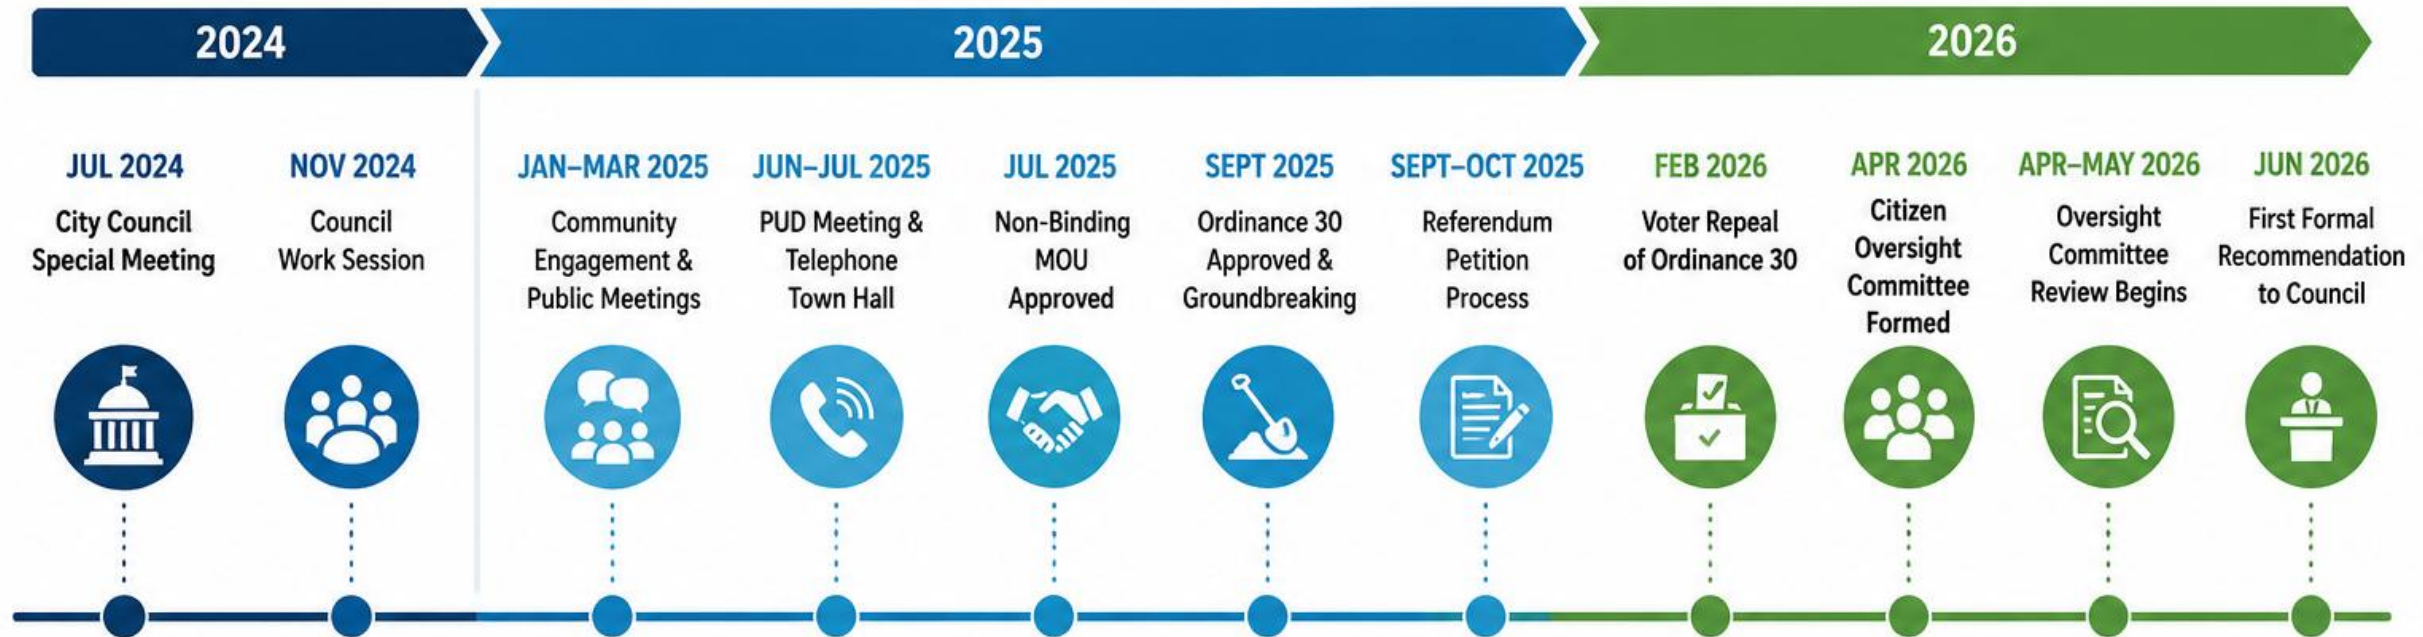 2024
2025
2026
JUL 2024
City Council
Special Meeting
NOV 2024
Council
Work Session
JAN–MAR 2025
Community
Engagement &
Public Meetings
JUN–JUL 2025
PUD Meeting &
Telephone
Town Hall
JUL 2025
Non-Binding
MOU
Approved
SEPT 2025
Ordinance 30
Approved &
Groundbreaking
SEPT–OCT 2025
Referendum
Petition
Process
FEB 2026
Voter Repeal
of Ordinance 30
APR 2026
Citizen
Oversight
Committee
Formed
APR–MAY 2026
Oversight
Committee
Review Begins
JUN 2026
First Formal
Recommendation
to Council